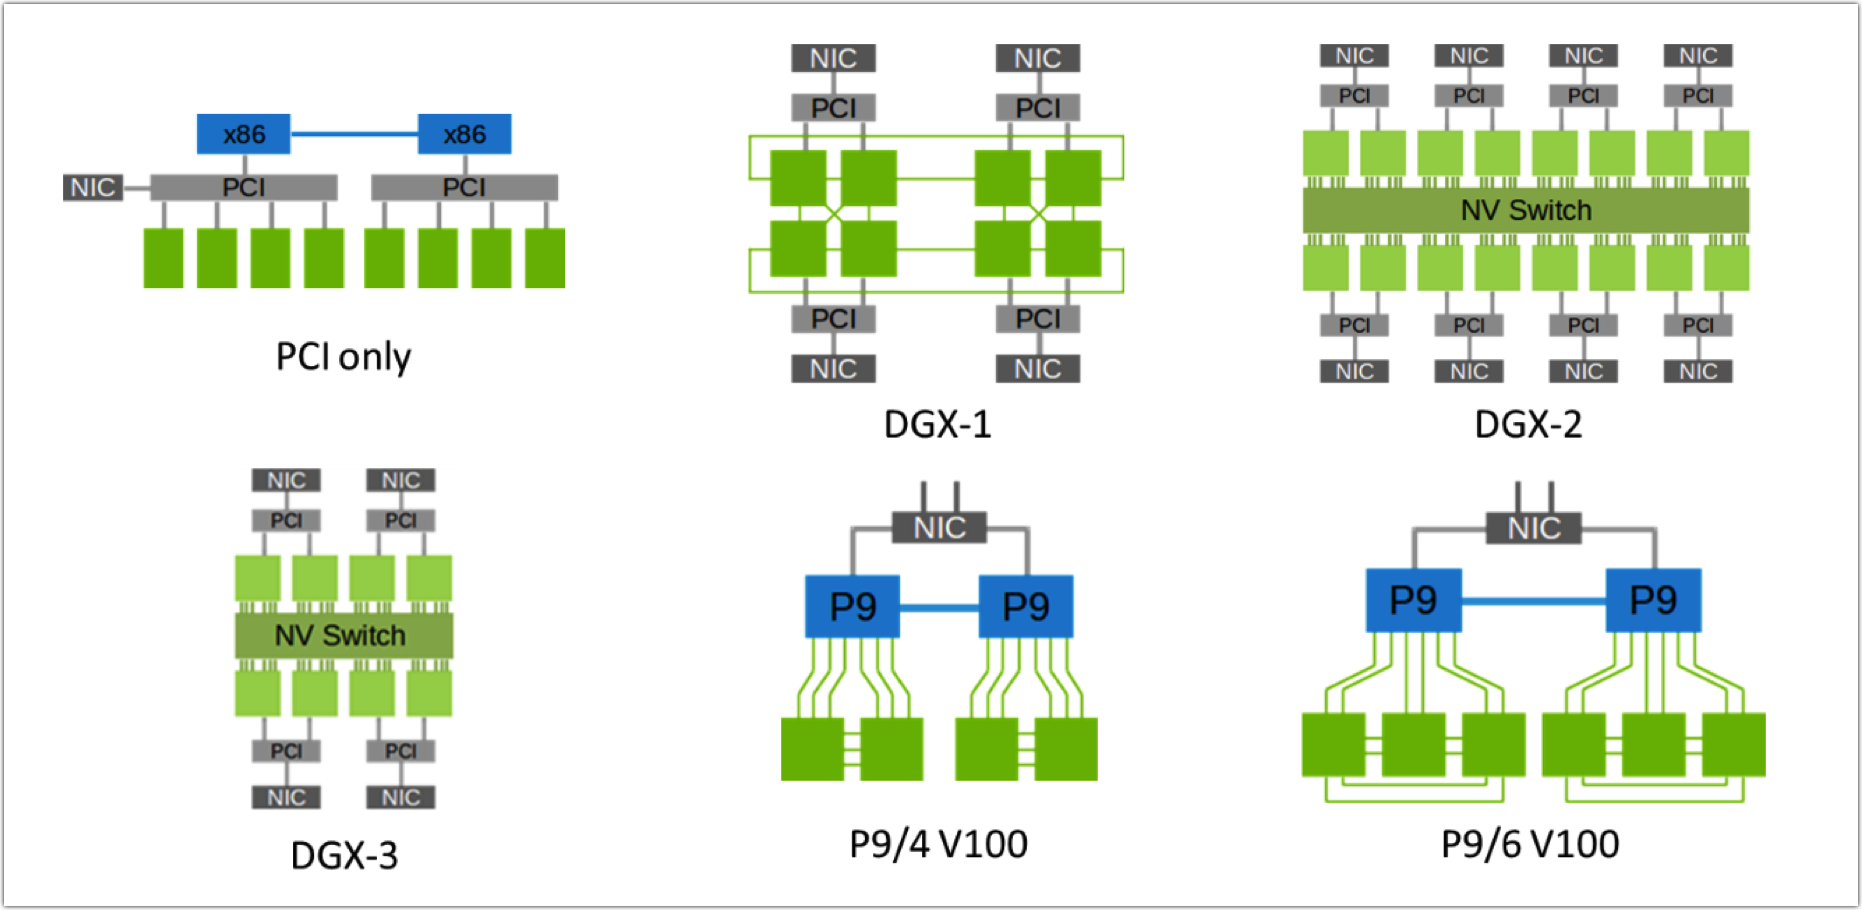 x86 x86
NIC PCI PCI
PCI only
NIC NIC
PCI PCI
PCI PCI
NIC NIC
DGX-1
NIC NIC NIC NIC
PCI PCI PCI PCI
NV Switch
PCI PCI PCI PCI
NIC NIC NIC NIC
DGX-2
NIC NIC
PCI PCI
NV Switch
PCI PCI
NIC NIC
DGX-3
NIC
P9 P9
P9/4 V100
NIC
P9 P9
P9/6 V100